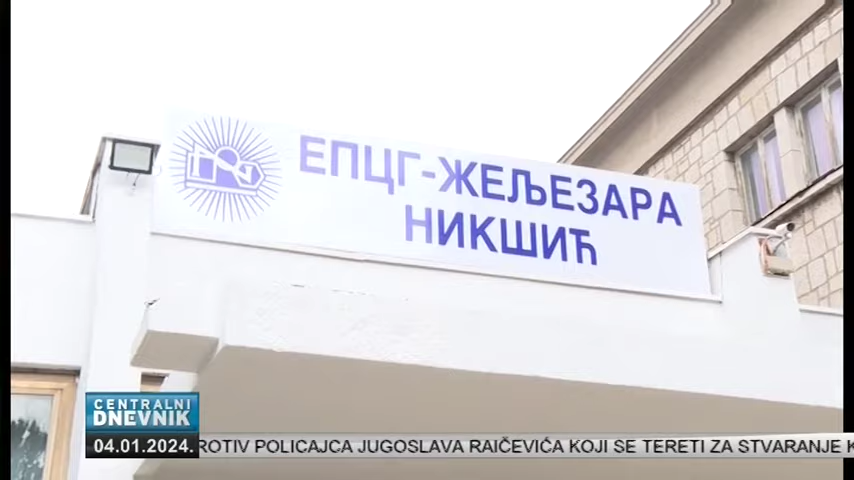 ЕПЦГ-ЖЕЉЕЗАРА
НИКШИЋ
CENTRALNI
DNEVNIK
04.01.2024.
ROTIV POLICAJCA JUGOSLAVA RAIČEVIĆA KOJI SE TERETI ZA STVARANJE K